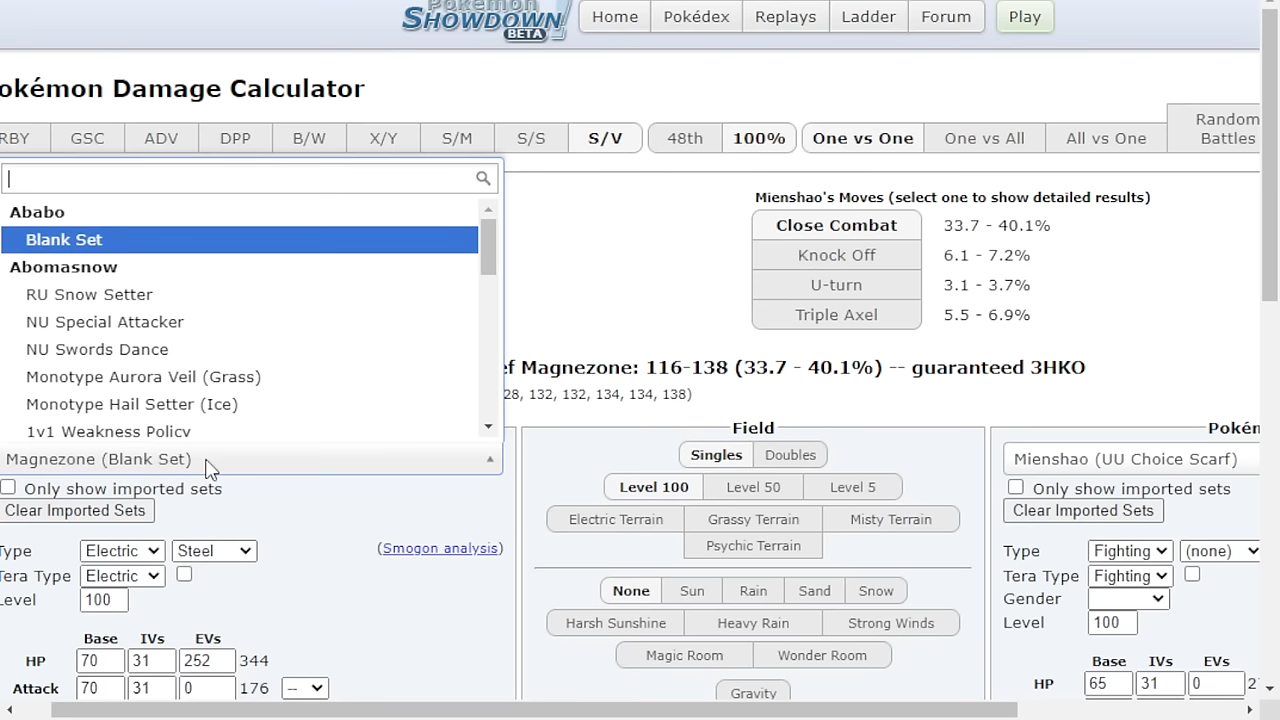 Pokémon
SHOWDOWN
BETA
Home
Pokédex
Replays
Ladder
Forum
Play
okémon Damage Calculator
RBY
GSC
ADV
DPP
B/W
X/Y
S/M
S/S
S/V
48th
100%
One vs One
One vs All
All vs One
Random
Battles
Ababo
Blank Set
Abomasnow
RU Snow Setter
NU Special Attacker
NU Swords Dance
Monotype Aurora Veil (Grass)
Monotype Hail Setter (Ice)
1v1 Weakness Policy
Magnezone (Blank Set)
Mienshao's Moves (select one to show detailed results)
Close Combat 33.7 - 40.1%
Knock Off 6.1 - 7.2%
U-turn 3.1 - 3.7%
Triple Axel 5.5 - 6.9%
ef Magnezone: 116-138 (33.7 - 40.1%) -- guaranteed 3HKO
28, 132, 132, 134, 134, 138)
Only show imported sets
Clear Imported Sets
Type Electric Steel (Smogon analysis)
Tera Type Electric
Level 100
Base IVs EVs
HP 70 31 252 344
Attack 70 31 0 176 --
Field
Singles Doubles
Level 100 Level 50 Level 5
Electric Terrain Grassy Terrain Misty Terrain
Psychic Terrain
None Sun Rain Sand Snow
Harsh Sunshine Heavy Rain Strong Winds
Magic Room Wonder Room
Gravity
Pokén
Mienshao (UU Choice Scarf)
Only show imported sets
Clear Imported Sets
Type Fighting (none)
Tera Type Fighting
Gender
Level 100
Base IVs EVs
HP 65 31 0 2